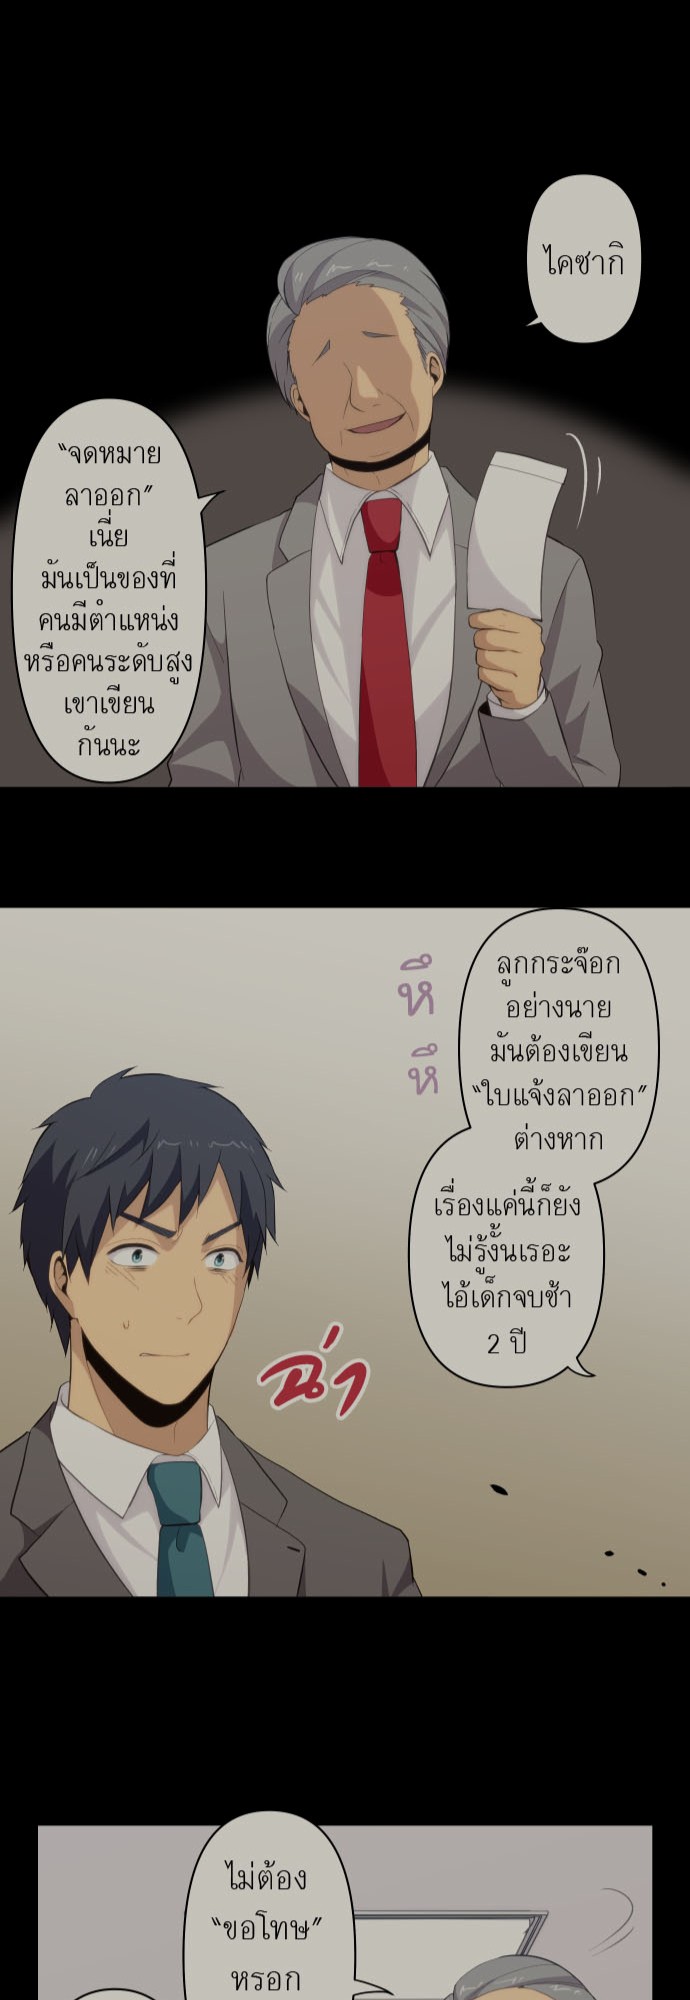 ไคซากิ
“จดหมาย
ลาออก”
เนี่ย
มันเป็นของที่
คนมีตำแหน่ง
หรือคนระดับสูง
เขาเขียน
กันนะ
หึ
หึ
ลูกกระจ๊อก
อย่างนาย
มันต้องเขียน
“ใบแจ้งลาออก”
ต่างหาก
เรื่องแค่นี้ก็ยัง
ไม่รู้งั้นเรอะ
ไอ้เด็กจบช้า
2 ปี
ฉ่า
ไม่ต้อง
“ขอโทษ”
หรอก